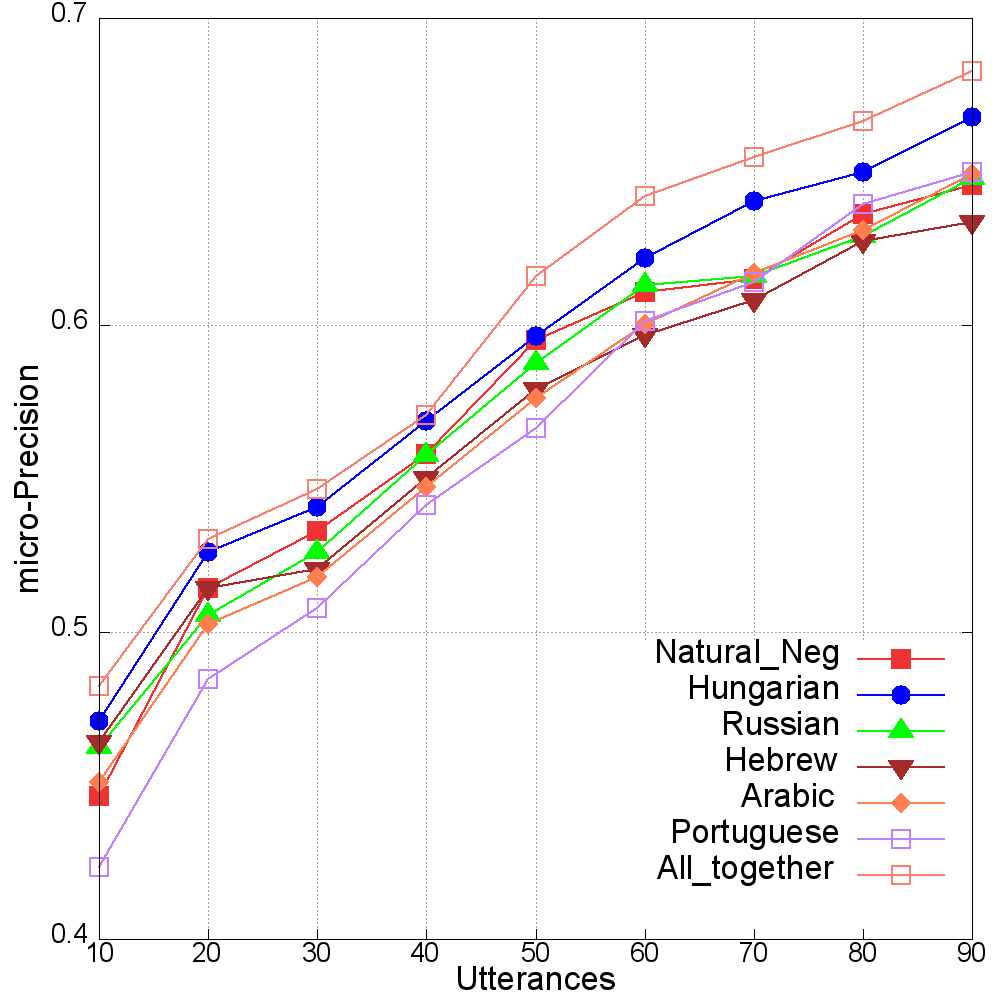 0.7
0.6
0.5
0.4
micro-Precision
Natural_Neg
Hungarian
Russian
Hebrew
Arabic
Portuguese
All_together
10 20 30 40 50 60 70 80 90
Utterances